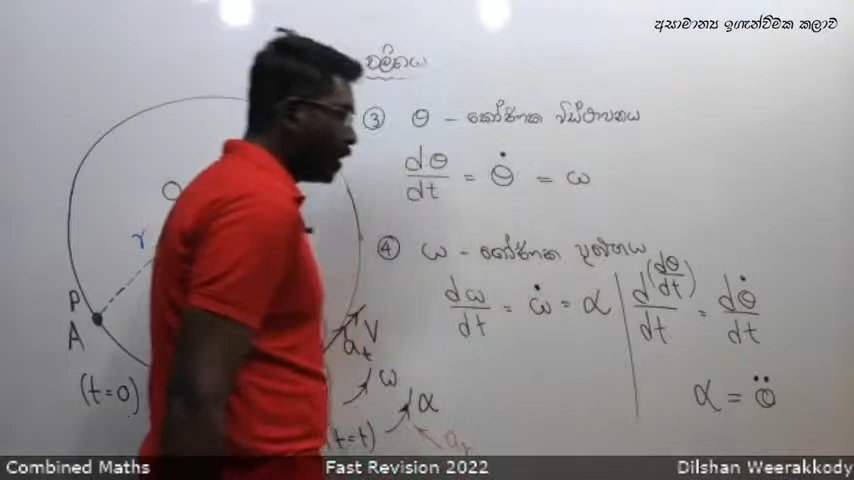 අසාමාන්‍ය ඉගැන්වීමක කලාව
චලිතය
③ θ - කෝණික විස්ථාපනය
dθ/dt = θ̇ = ω
④ ω - කෝණික ප්‍රවේගය
dω/dt = ω̇ = α | d(dθ/dt)/dt = dθ̇/dt
α = θ̈
O
r
P
A
(t=0)
V
aₜ
ω
α
(t=t)
Combined Maths
Fast Revision 2022
Dilshan Weerakkody